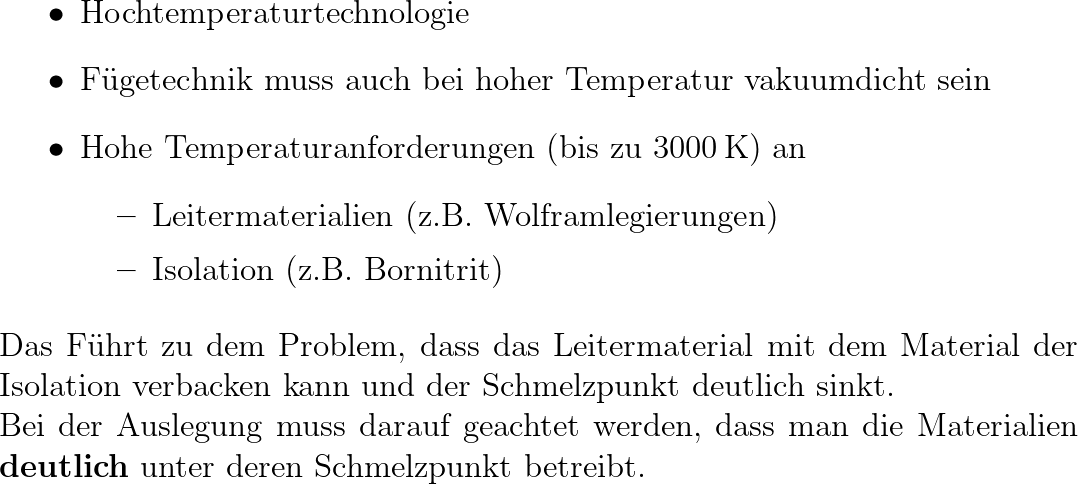 • Hochtemperaturtechnologie
• Fügetechnik muss auch bei hoher Temperatur vakuumdicht sein
• Hohe Temperaturanforderungen (bis zu 3000 K) an
– Leitermaterialien (z.B. Wolframlegierungen)
– Isolation (z.B. Bornitrit)
Das Führt zu dem Problem, dass das Leitermaterial mit dem Material der
Isolation verbacken kann und der Schmelzpunkt deutlich sinkt.
Bei der Auslegung muss darauf geachtet werden, dass man die Materialien
deutlich unter deren Schmelzpunkt betreibt.